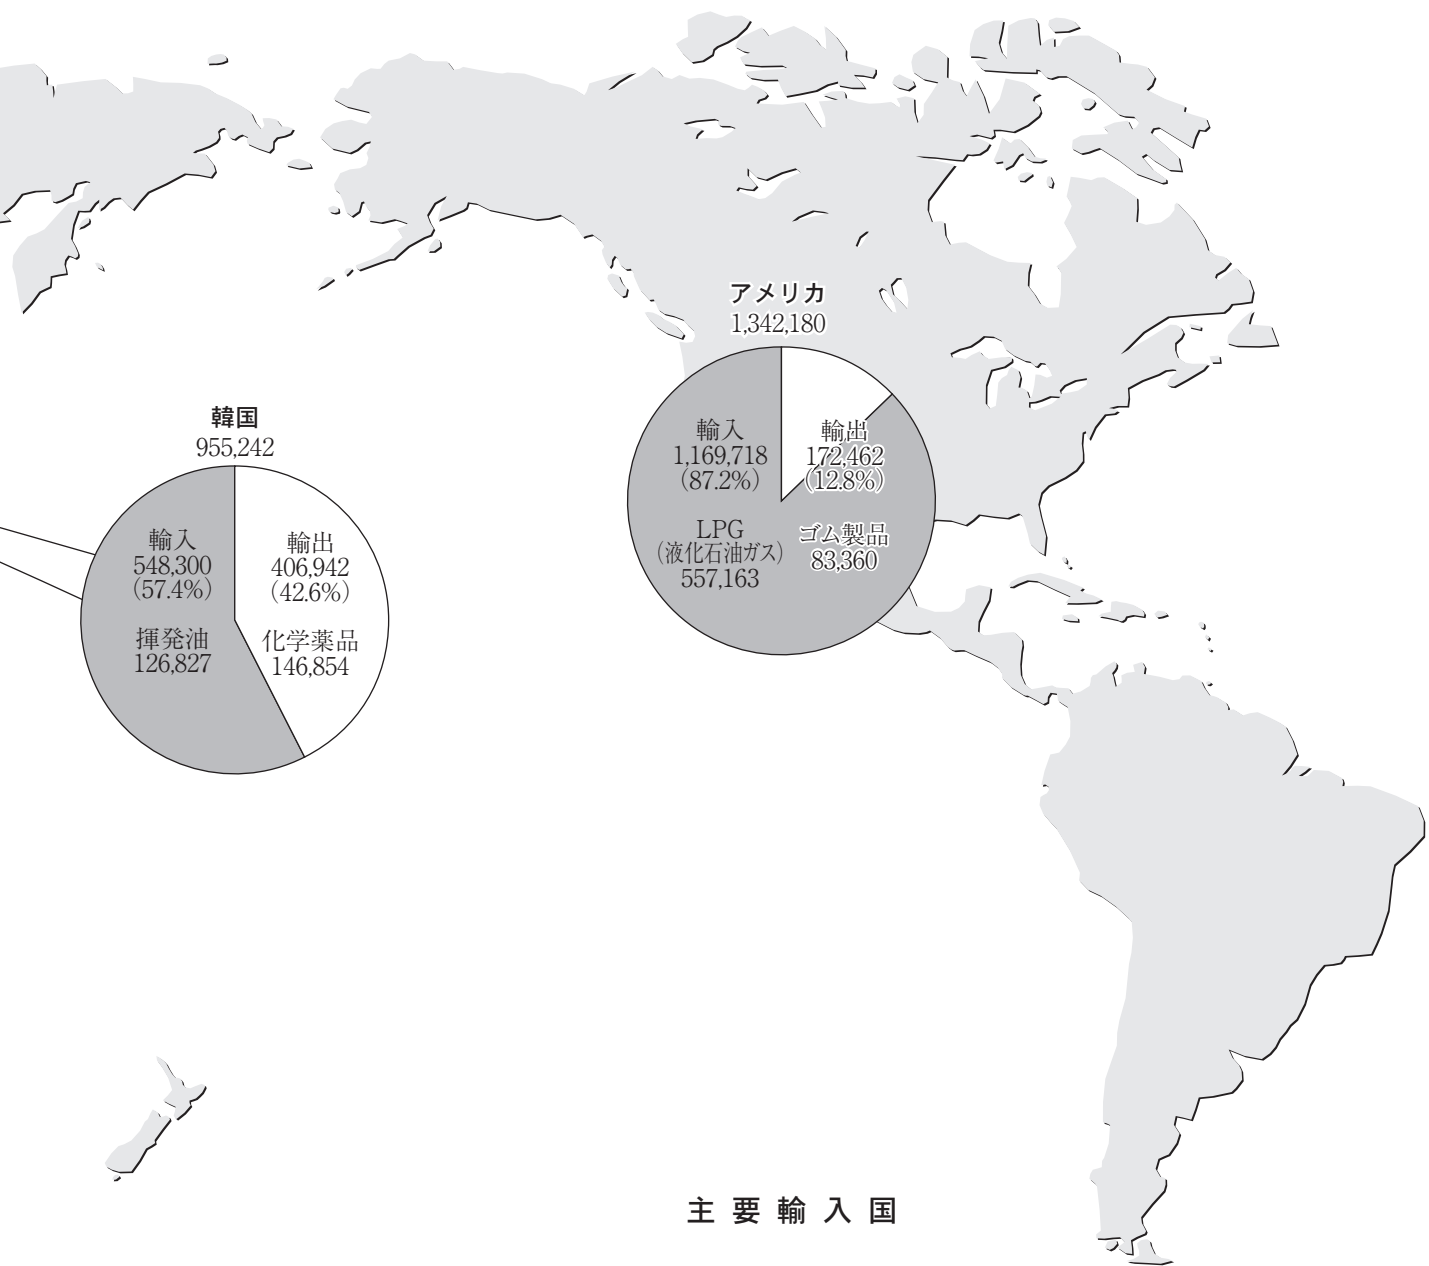 アメリカ
1,342,180
輸入
1,169,718
(87.2%)
LPG
(液化石油ガス)
557,163
輸出
172,462
(12.8%)
ゴム製品
83,360
韓国
955,242
輸入
548,300
(57.4%)
揮発油
126,827
輸出
406,942
(42.6%)
化学薬品
146,854
主要輸入国